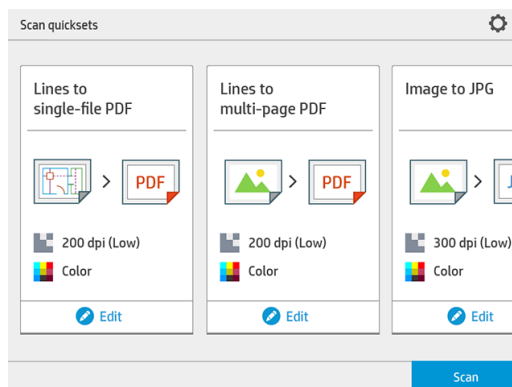 Scan quicksets
Lines to
single-file PDF
PDF
200 dpi (Low)
Color
Edit
Lines to
multi-page PDF
PDF
200 dpi (Low)
Color
Edit
Image to JPG
300 dpi (Low)
Color
Edit
Scan